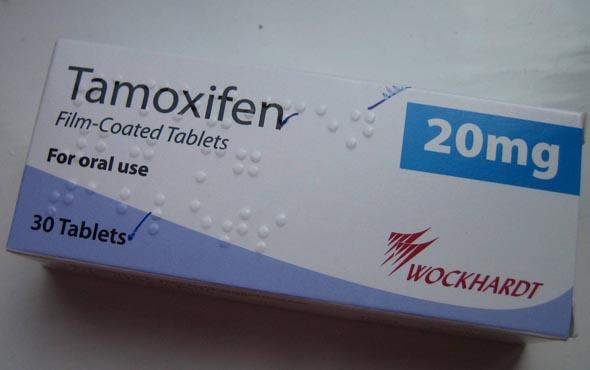 Tamoxifen
20mg
Film-Coated Tablets
For oral use
30 Tablets
WOCKHARDT